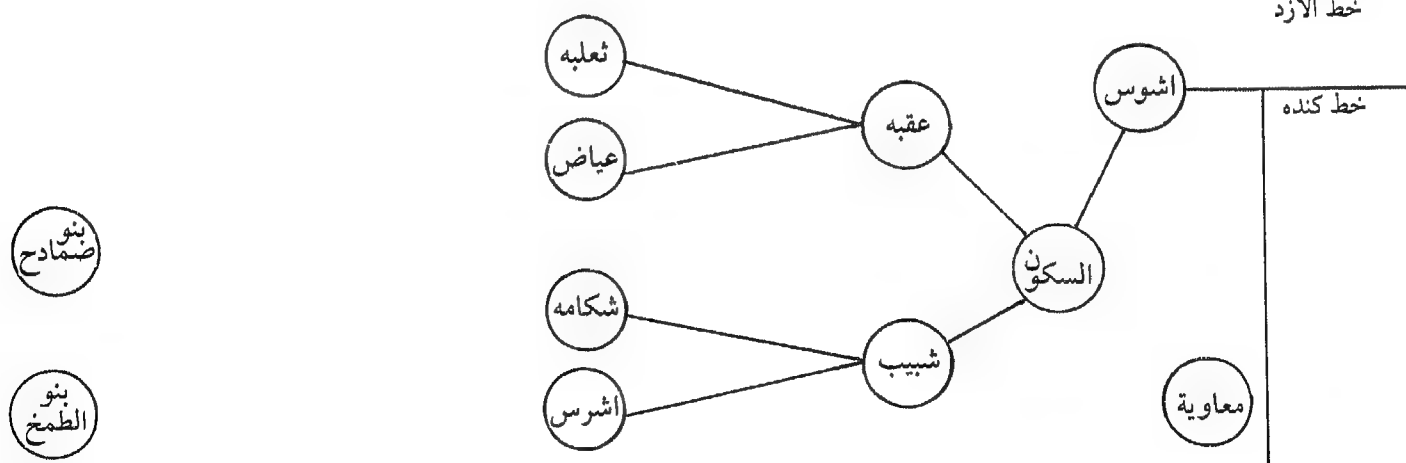 خط الأزد
خط كنده
اشوس
السكون
معاوية
عقبه
شبيب
ثعلبه
عياض
شكامه
اشرس
بنو
ضمادح
بنو
الطمخ